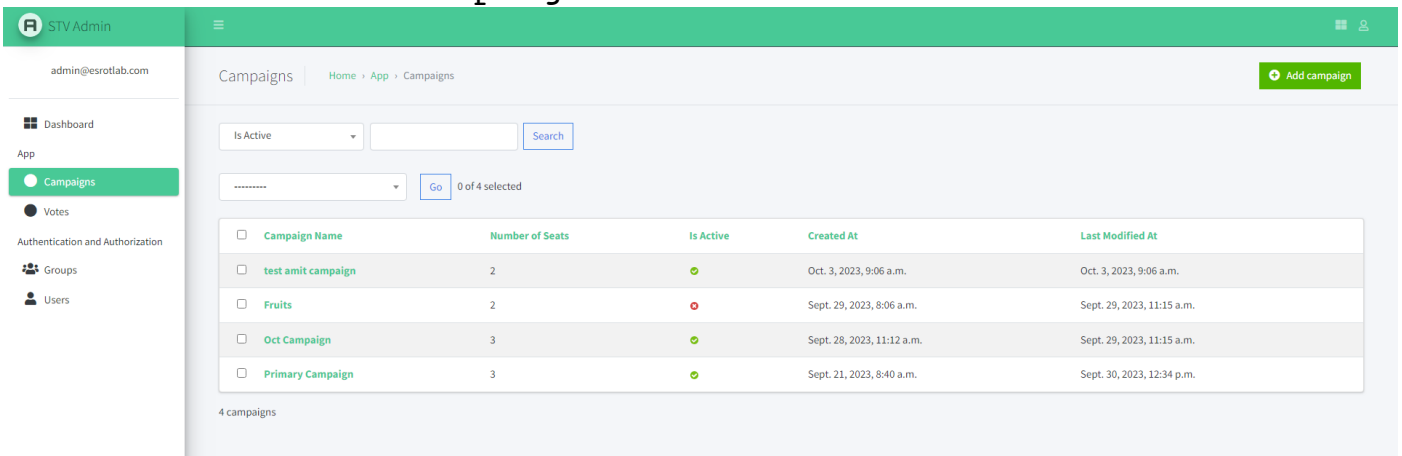 STV Admin
admin@esrotlab.com
Dashboard
App
Campaigns
Votes
Authentication and Authorization
Groups
Users
Campaigns Home › App › Campaigns
Add campaign
Is Active Search
--------- Go 0 of 4 selected
Campaign Name Number of Seats Is Active Created At Last Modified At
test amit campaign 2 Oct. 3, 2023, 9:06 a.m. Oct. 3, 2023, 9:06 a.m.
Fruits 2 Sept. 29, 2023, 8:06 a.m. Sept. 29, 2023, 11:15 a.m.
Oct Campaign 3 Sept. 28, 2023, 11:12 a.m. Sept. 29, 2023, 11:15 a.m.
Primary Campaign 3 Sept. 21, 2023, 8:40 a.m. Sept. 30, 2023, 12:34 p.m.
4 campaigns